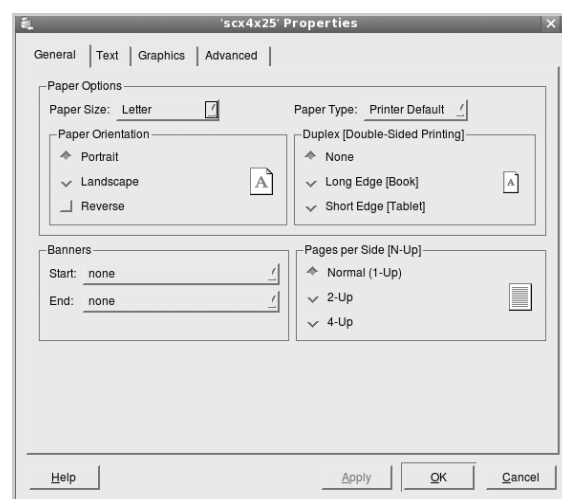 'scx4x25' Properties
General Text Graphics Advanced
Paper Options
Paper Size: Letter
Paper Type: Printer Default
Paper Orientation
Portrait
Landscape
Reverse
A
Duplex [Double-Sided Printing]
None
Long Edge [Book]
Short Edge [Tablet]
A
Banners
Start: none
End: none
Pages per Side [N-Up]
Normal (1-Up)
2-Up
4-Up
Help Apply OK Cancel